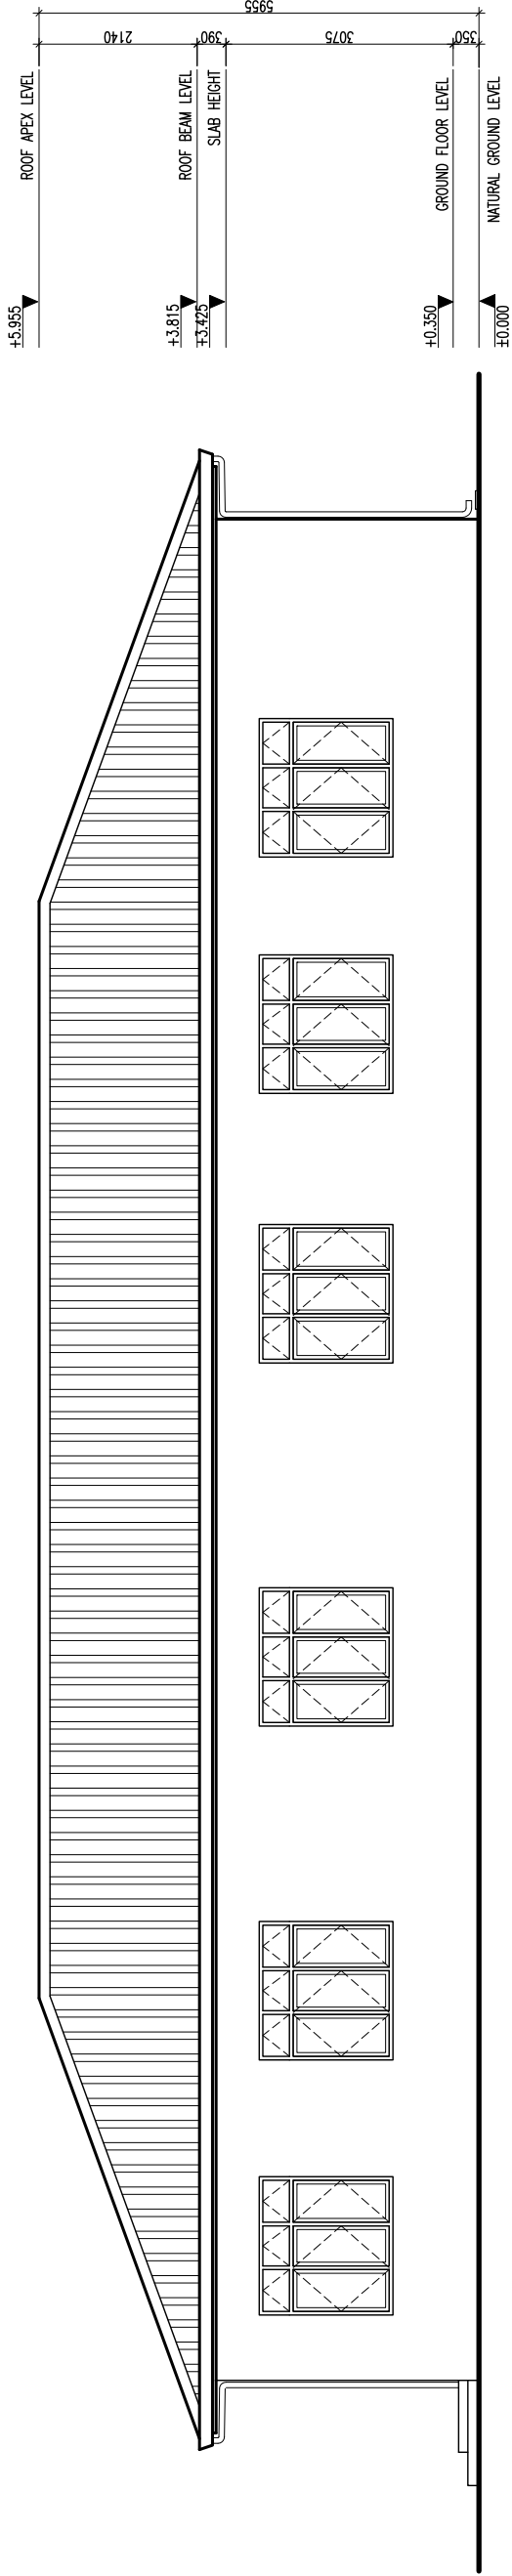 5955
2140
390
3075
350
ROOF APEX LEVEL
ROOF BEAM LEVEL
SLAB HEIGHT
GROUND FLOOR LEVEL
NATURAL GROUND LEVEL
+5.955
+3.815
+3.425
+0.350
±0.000